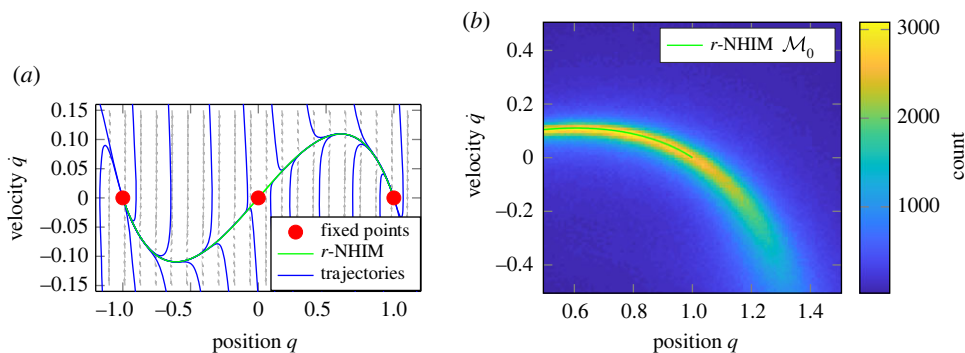 (a)
velocity q̇
0.15
0.10
0.05
0
−0.05
−0.10
−0.15
fixed points
r-NHIM
trajectories
−1.0 −0.5 0 0.5 1.0
position q
(b)
velocity q̇
0.4
0.2
0
−0.2
−0.4
r-NHIM ℳ₀
0.6 0.8 1.0 1.2 1.4
position q
3000
2000
1000
count